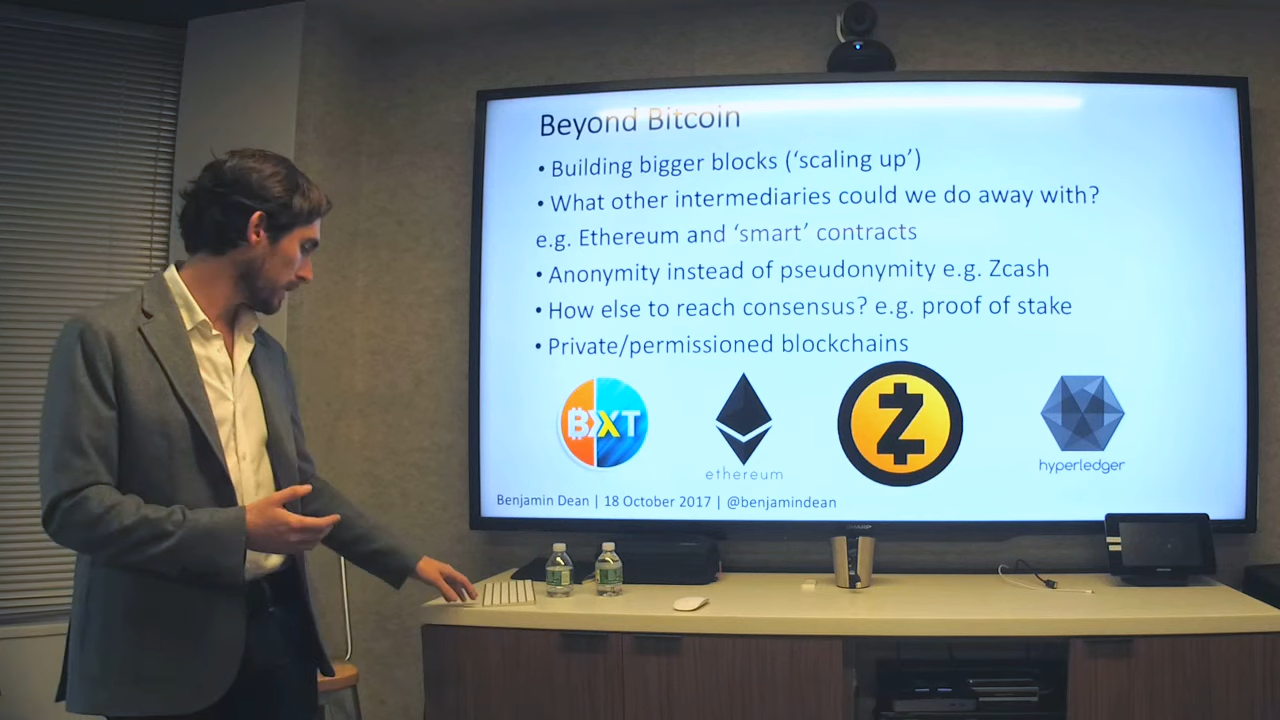 Beyond Bitcoin
• Building bigger blocks (‘scaling up’)
• What other intermediaries could we do away with?
e.g. Ethereum and ‘smart’ contracts
• Anonymity instead of pseudonymity e.g. Zcash
• How else to reach consensus? e.g. proof of stake
• Private/permissioned blockchains
BXT
ethereum
hyperledger
Benjamin Dean | 18 October 2017 | @benjamindean
SHARP